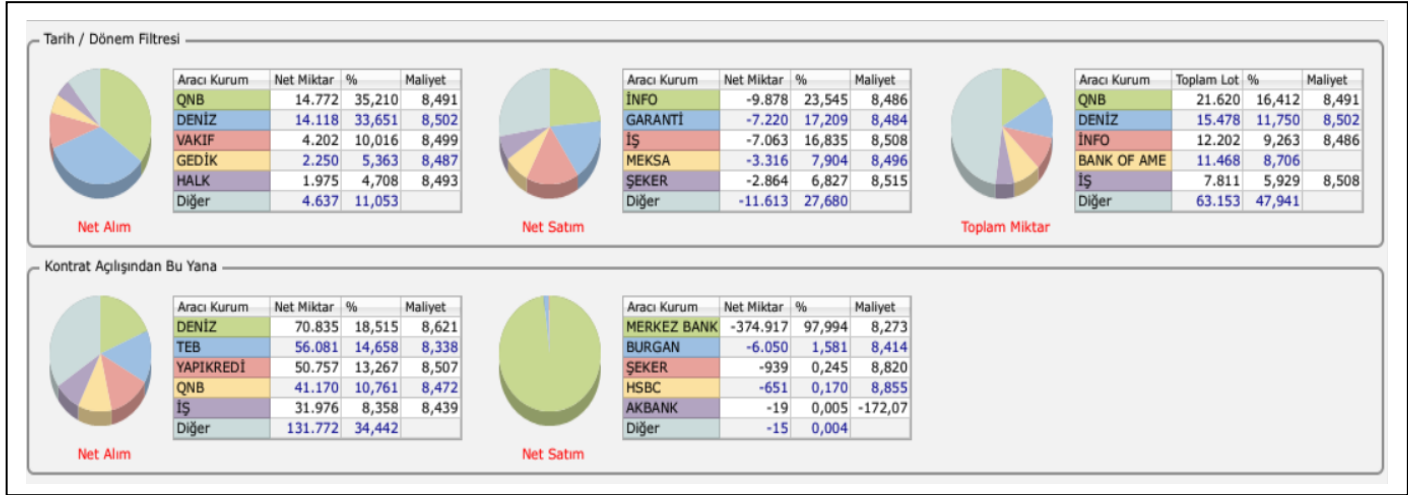 Tarih / Dönem Filtresi
Aracı Kurum Net Miktar % Maliyet
QNB 14.772 35,210 8,491
DENİZ 14.118 33,651 8,502
VAKIF 4.202 10,016 8,499
GEDİK 2.250 5,363 8,487
HALK 1.975 4,708 8,493
Diğer 4.637 11,053
Net Alım
Aracı Kurum Net Miktar % Maliyet
İNFO -9.878 23,545 8,486
GARANTİ -7.220 17,209 8,484
İŞ -7.063 16,835 8,508
MEKSA -3.316 7,904 8,496
ŞEKER -2.864 6,827 8,515
Diğer -11.613 27,680
Net Satım
Aracı Kurum Toplam Lot % Maliyet
QNB 21.620 16,412 8,491
DENİZ 15.478 11,750 8,502
İNFO 12.202 9,263 8,486
BANK OF AME 11.468 8,706
İŞ 7.811 5,929 8,508
Diğer 63.153 47,941
Toplam Miktar
Kontrat Açılışından Bu Yana
Aracı Kurum Net Miktar % Maliyet
DENİZ 70.835 18,515 8,621
TEB 56.081 14,658 8,338
YAPIKREDİ 50.757 13,267 8,507
QNB 41.170 10,761 8,472
İŞ 31.976 8,358 8,439
Diğer 131.772 34,442
Net Alım
Aracı Kurum Net Miktar % Maliyet
MERKEZ BANK -374.917 97,994 8,273
BURGAN -6.050 1,581 8,414
ŞEKER -939 0,245 8,820
HSBC -651 0,170 8,855
AKBANK -19 0,005 -172,07
Diğer -15 0,004
Net Satım